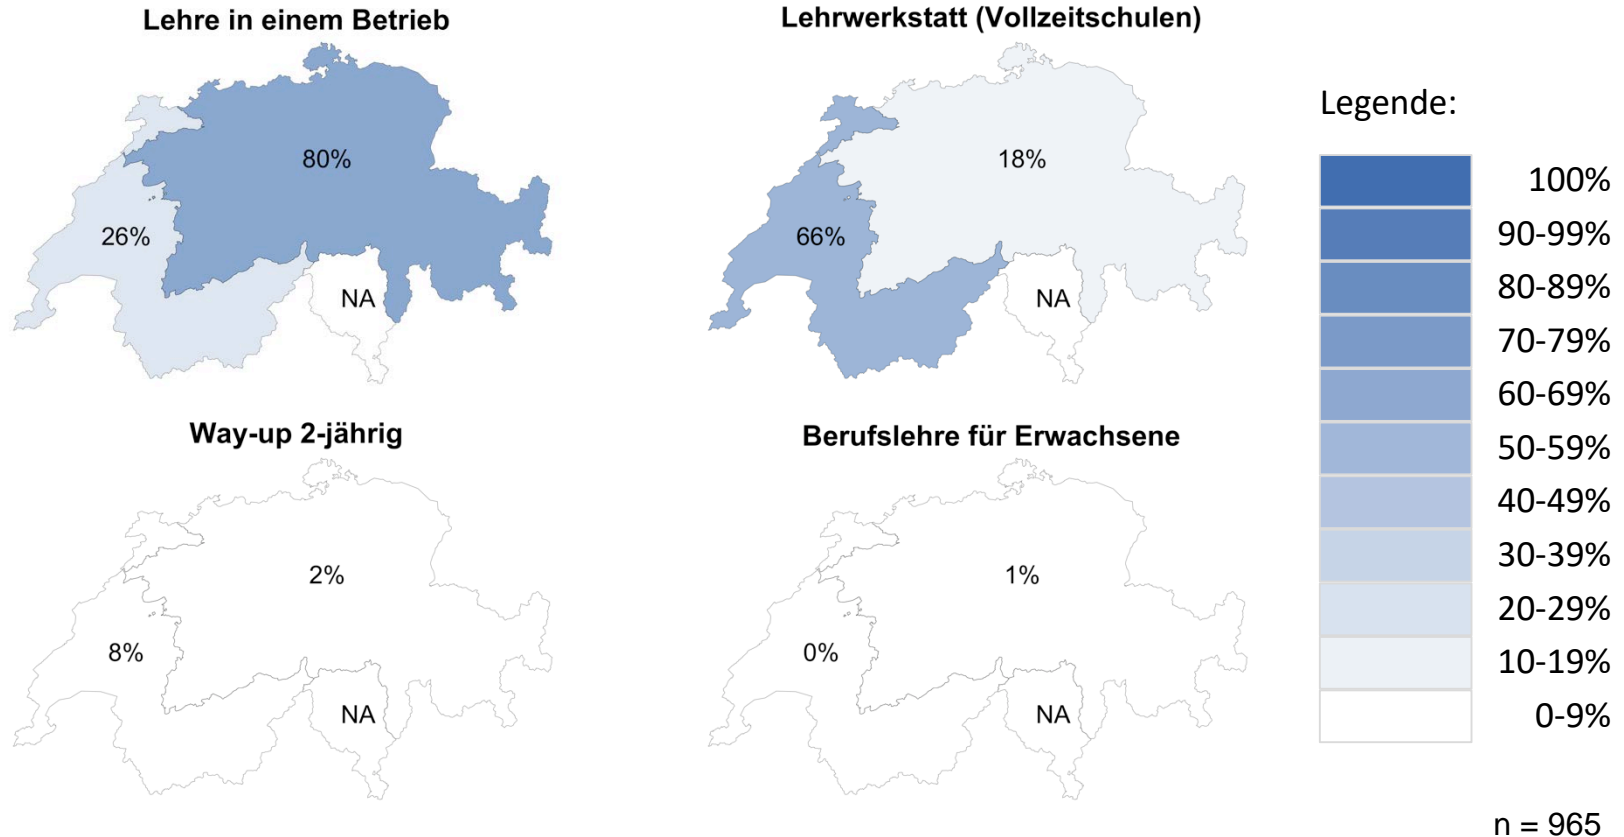 Lehre in einem Betrieb
80%
26%
NA
Lehrwerkstatt (Vollzeitschulen)
18%
66%
NA
Way-up 2-jährig
2%
8%
NA
Berufslehre für Erwachsene
1%
0%
NA
Legende:
100%
90-99%
80-89%
70-79%
60-69%
50-59%
40-49%
30-39%
20-29%
10-19%
0-9%
n = 965